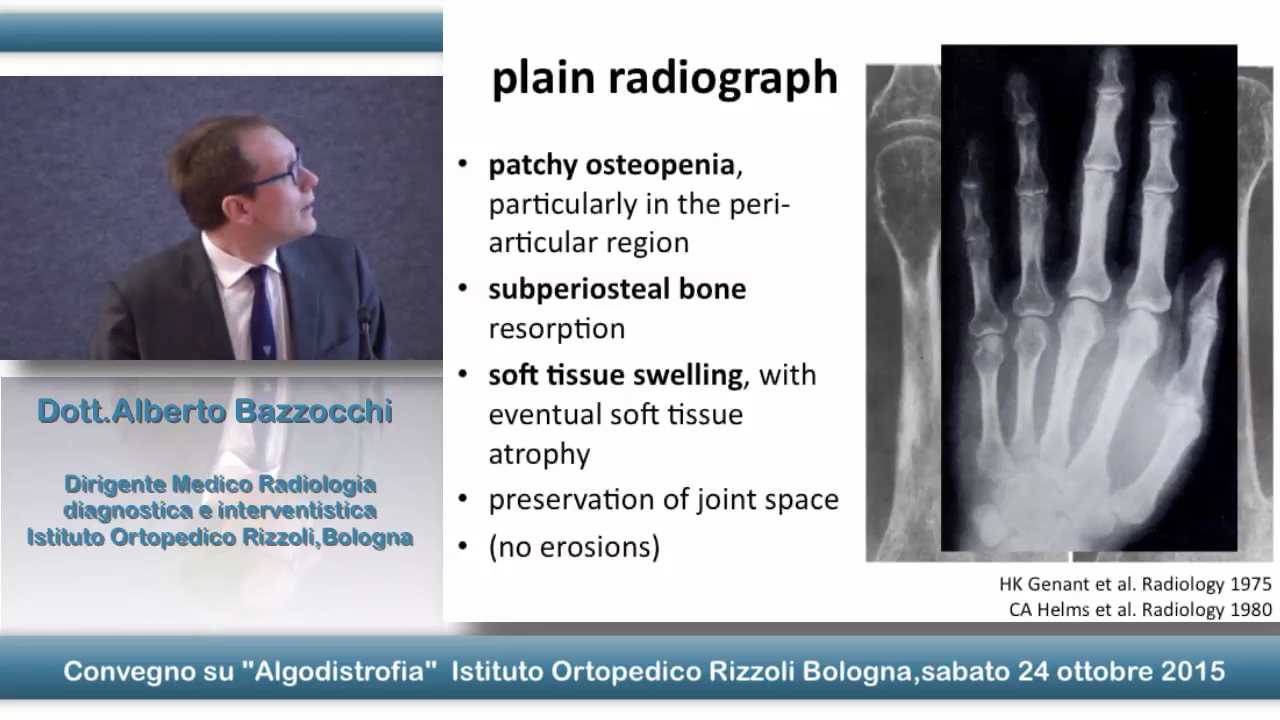 plain radiograph
• patchy osteopenia,
particularly in the peri-
articular region
• subperiosteal bone
resorption
• soft tissue swelling, with
eventual soft tissue
atrophy
• preservation of joint space
• (no erosions)
HK Genant et al. Radiology 1975
CA Helms et al. Radiology 1980
Dott.Alberto Bazzocchi
Dirigente Medico Radiologia
diagnostica e interventistica
Istituto Ortopedico Rizzoli,Bologna
Convegno su "Algodistrofia" Istituto Ortopedico Rizzoli Bologna,sabato 24 ottobre 2015